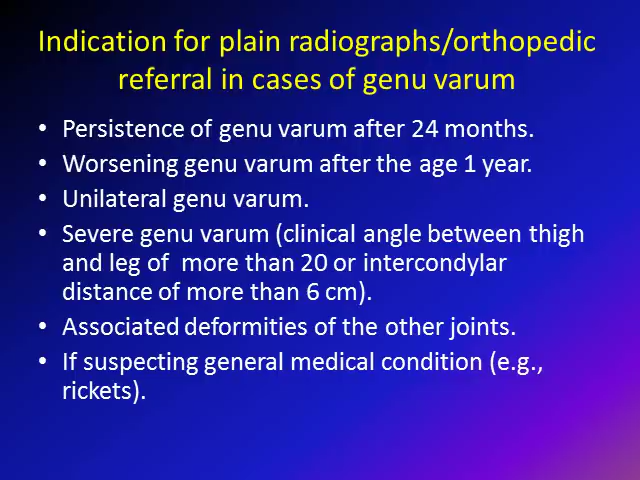 Indication for plain radiographs/orthopedic
referral in cases of genu varum
• Persistence of genu varum after 24 months.
• Worsening genu varum after the age 1 year.
• Unilateral genu varum.
• Severe genu varum (clinical angle between thigh
and leg of  more than 20 or intercondylar
distance of more than 6 cm).
• Associated deformities of the other joints.
• If suspecting general medical condition (e.g.,
rickets).